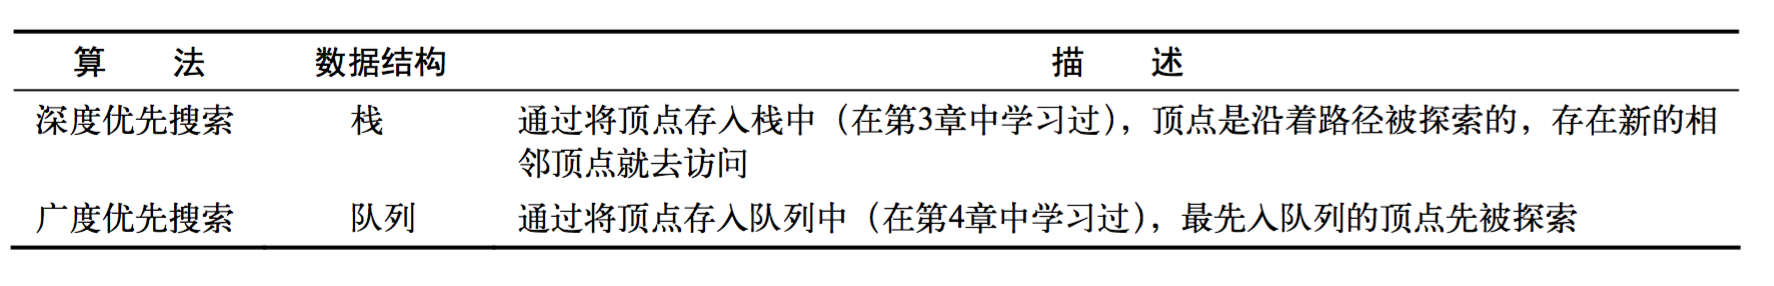 算 法 数据结构 描 述
深度优先搜索 栈 通过将顶点存入栈中（在第3章中学习过），顶点是沿着路径被探索的，存在新的相
邻顶点就去访问
广度优先搜索 队列 通过将顶点存入队列中（在第4章中学习过），最先入队列的顶点先被探索